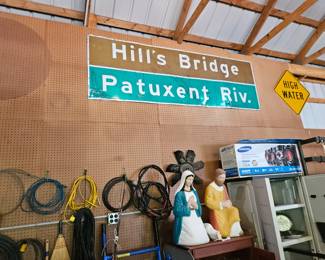 Hill's Bridge
Patuxent Riv.
HIGH
WATER
SAMSUNG